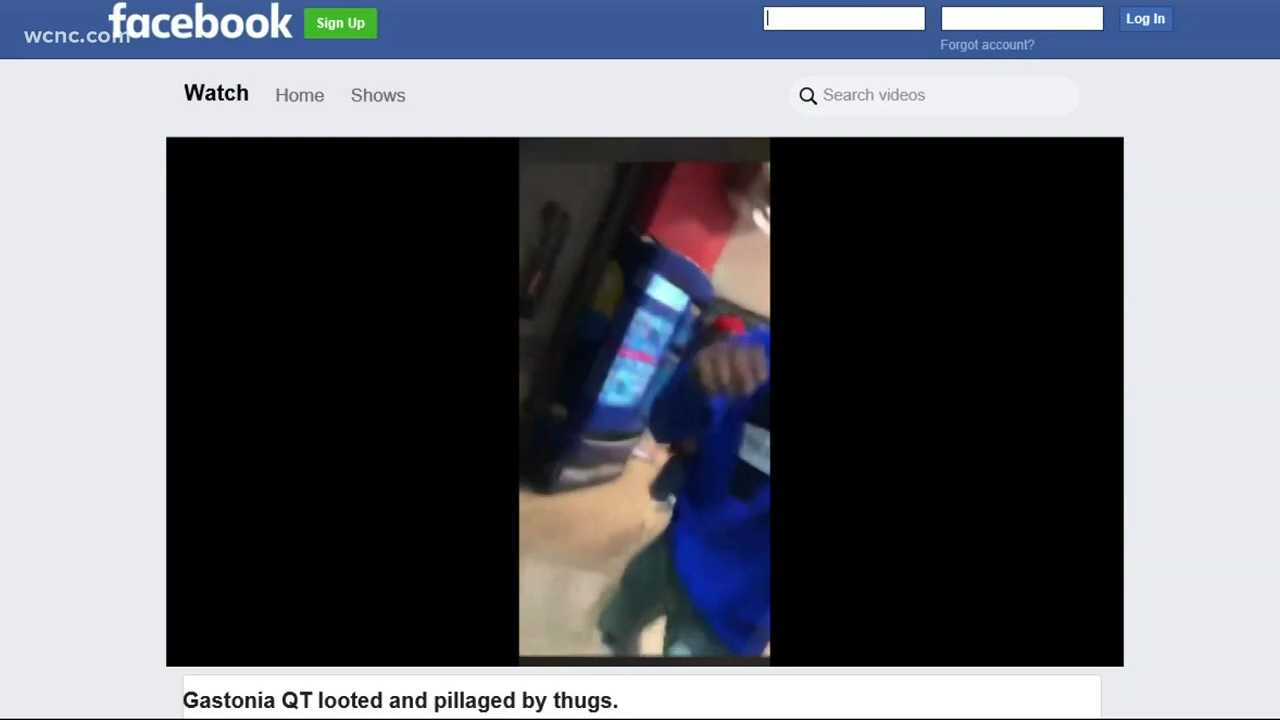 facebook
Sign Up
Log In
wcnc.com
Forgot account?
Watch
Home
Shows
Search videos
Gastonia QT looted and pillaged by thugs.